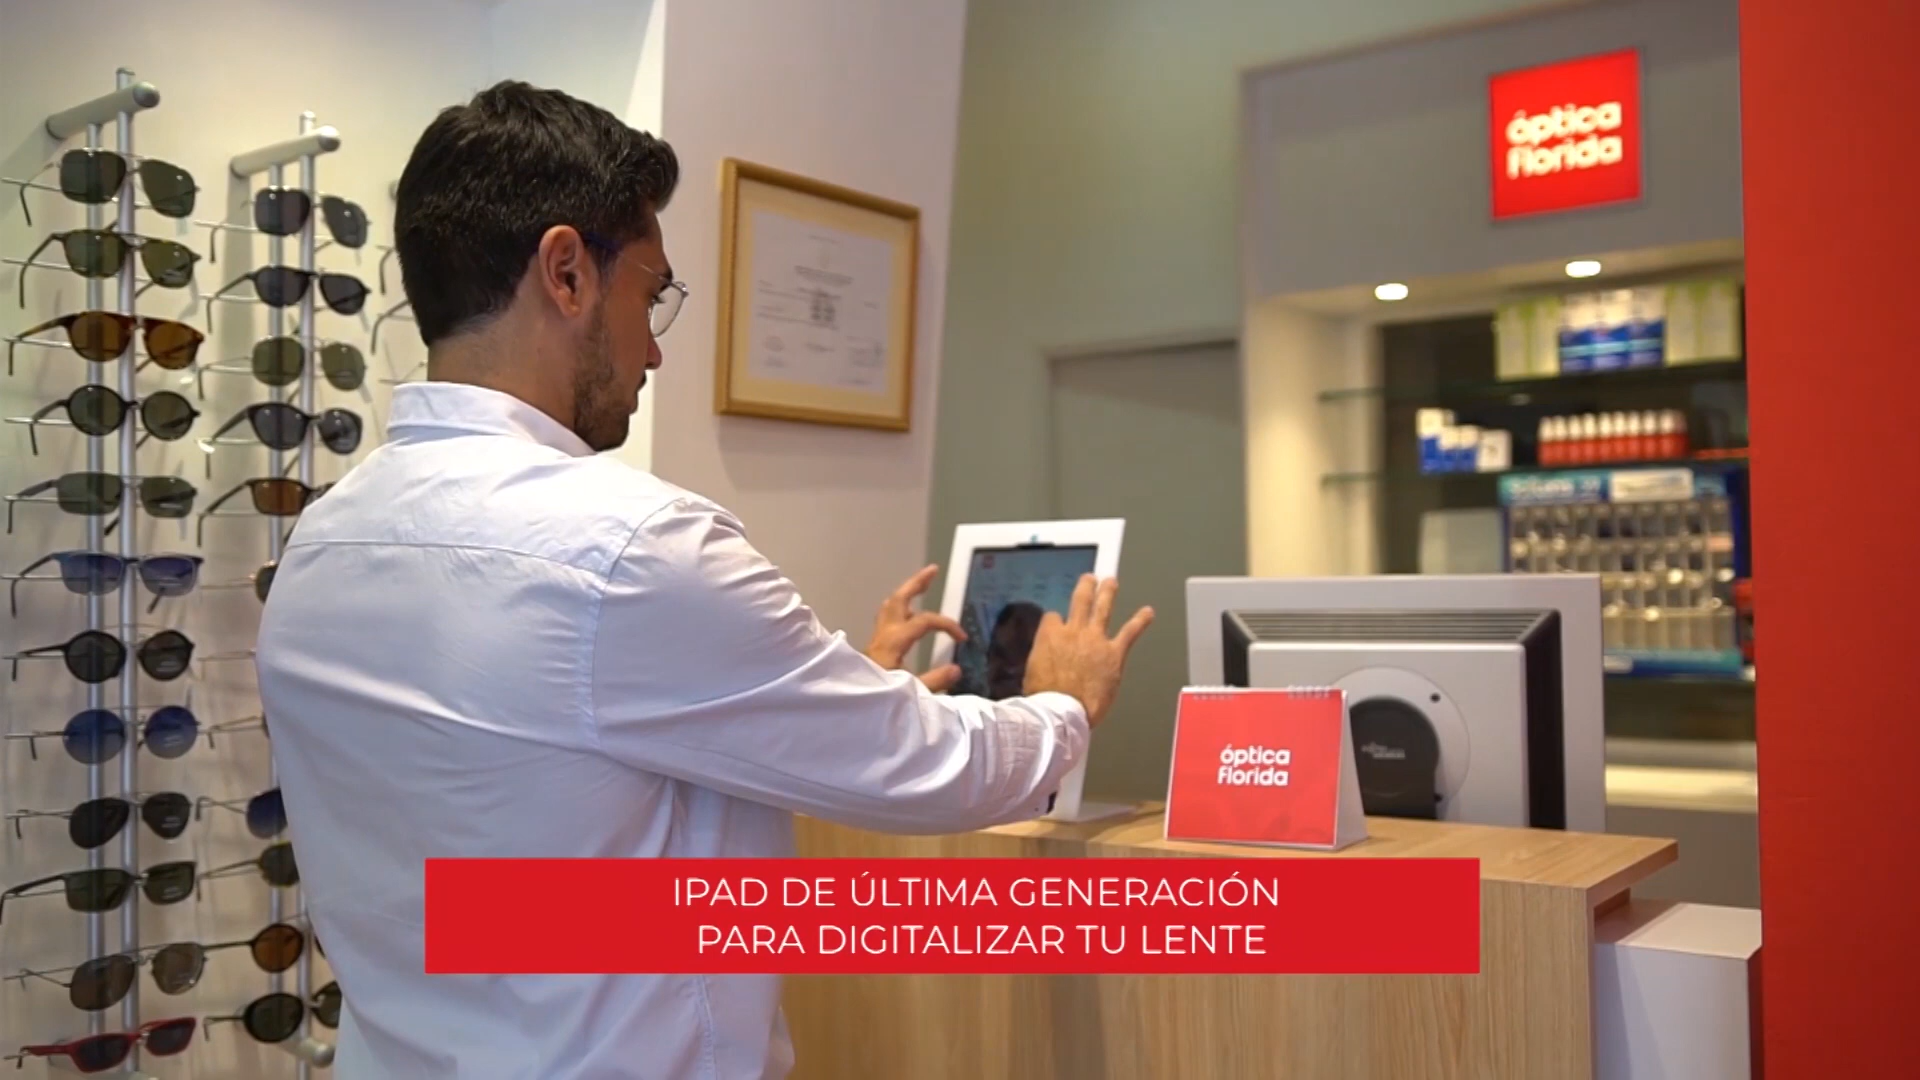 óptica
florida
óptica
florida
IPAD DE ÚLTIMA GENERACIÓN
PARA DIGITALIZAR TU LENTE